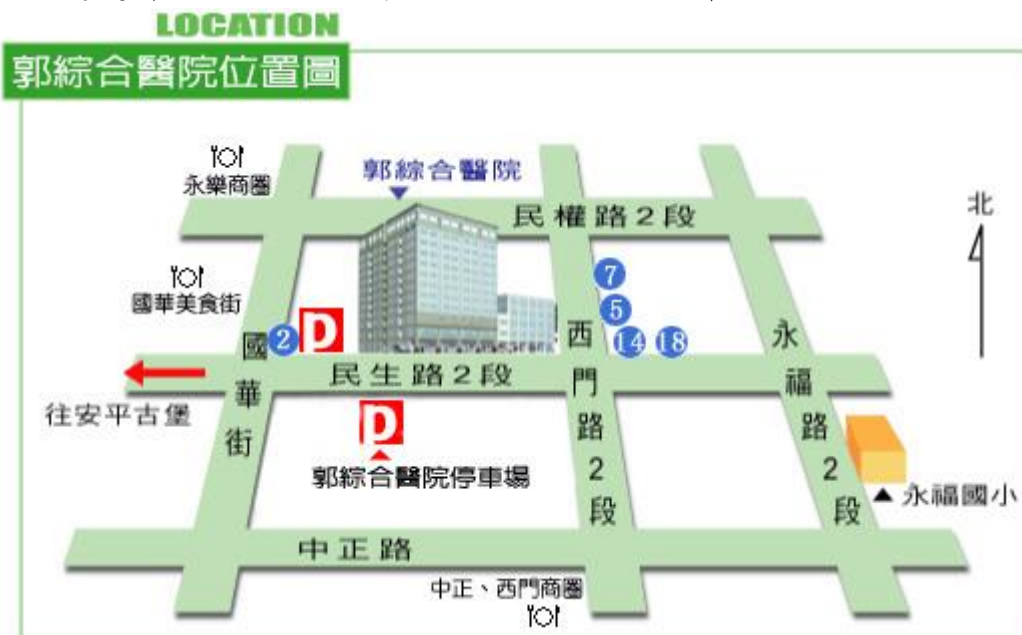 LOCATION
郭綜合醫院位置圖
永樂商圈
郭綜合醫院
民權路2段
北
國華美食街
7
5
2
P
14
18
西門路2段
永福路2段
國華街
民生路2段
往安平古堡
P
郭綜合醫院停車場
永福國小
中正路
中正、西門商圈